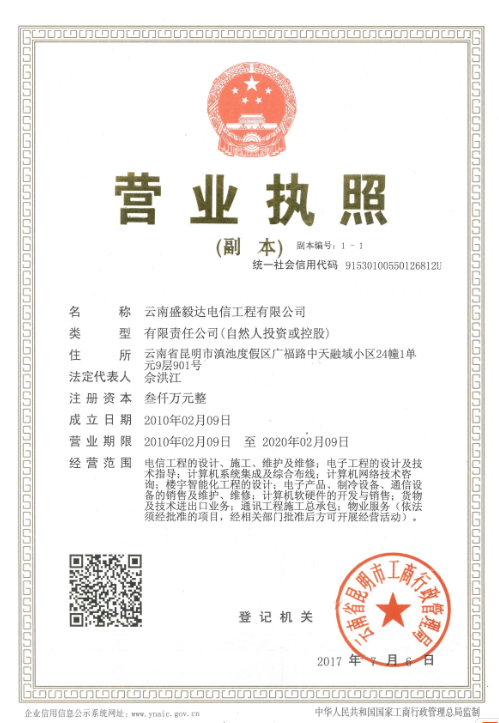 营业执照
(副 本) 副本编号：1 - 1
统一社会信用代码 91530100550126812U
名 称 云南盛毅达电信工程有限公司
类 型 有限责任公司(自然人投资或控股)
住 所 云南省昆明市滇池度假区广福路中天融域小区24幢1单
元9层901号
法定代表人 佘洪江
注册资本 叁仟万元整
成立日期 2010年02月09日
营业期限 2010年02月09日 至 2020年02月09日
经营范围 电信工程的设计、施工、维护及维修；电子工程的设计及技
术指导；计算机系统集成及综合布线；计算机网络技术咨
询；楼宇智能化工程的设计；电子产品、制冷设备、通信设
备的销售及维护、维修；计算机软硬件的开发与销售；货物
及技术进出口业务；通讯工程施工总承包；物业服务（依法
须经批准的项目，经相关部门批准后方可开展经营活动）。
登记机关
云南省昆明市工商行政管理局
2017 年 7 月 6 日
企业信用信息公示系统网址：www.ynaic.gov.cn
中华人民共和国国家工商行政管理总局监制